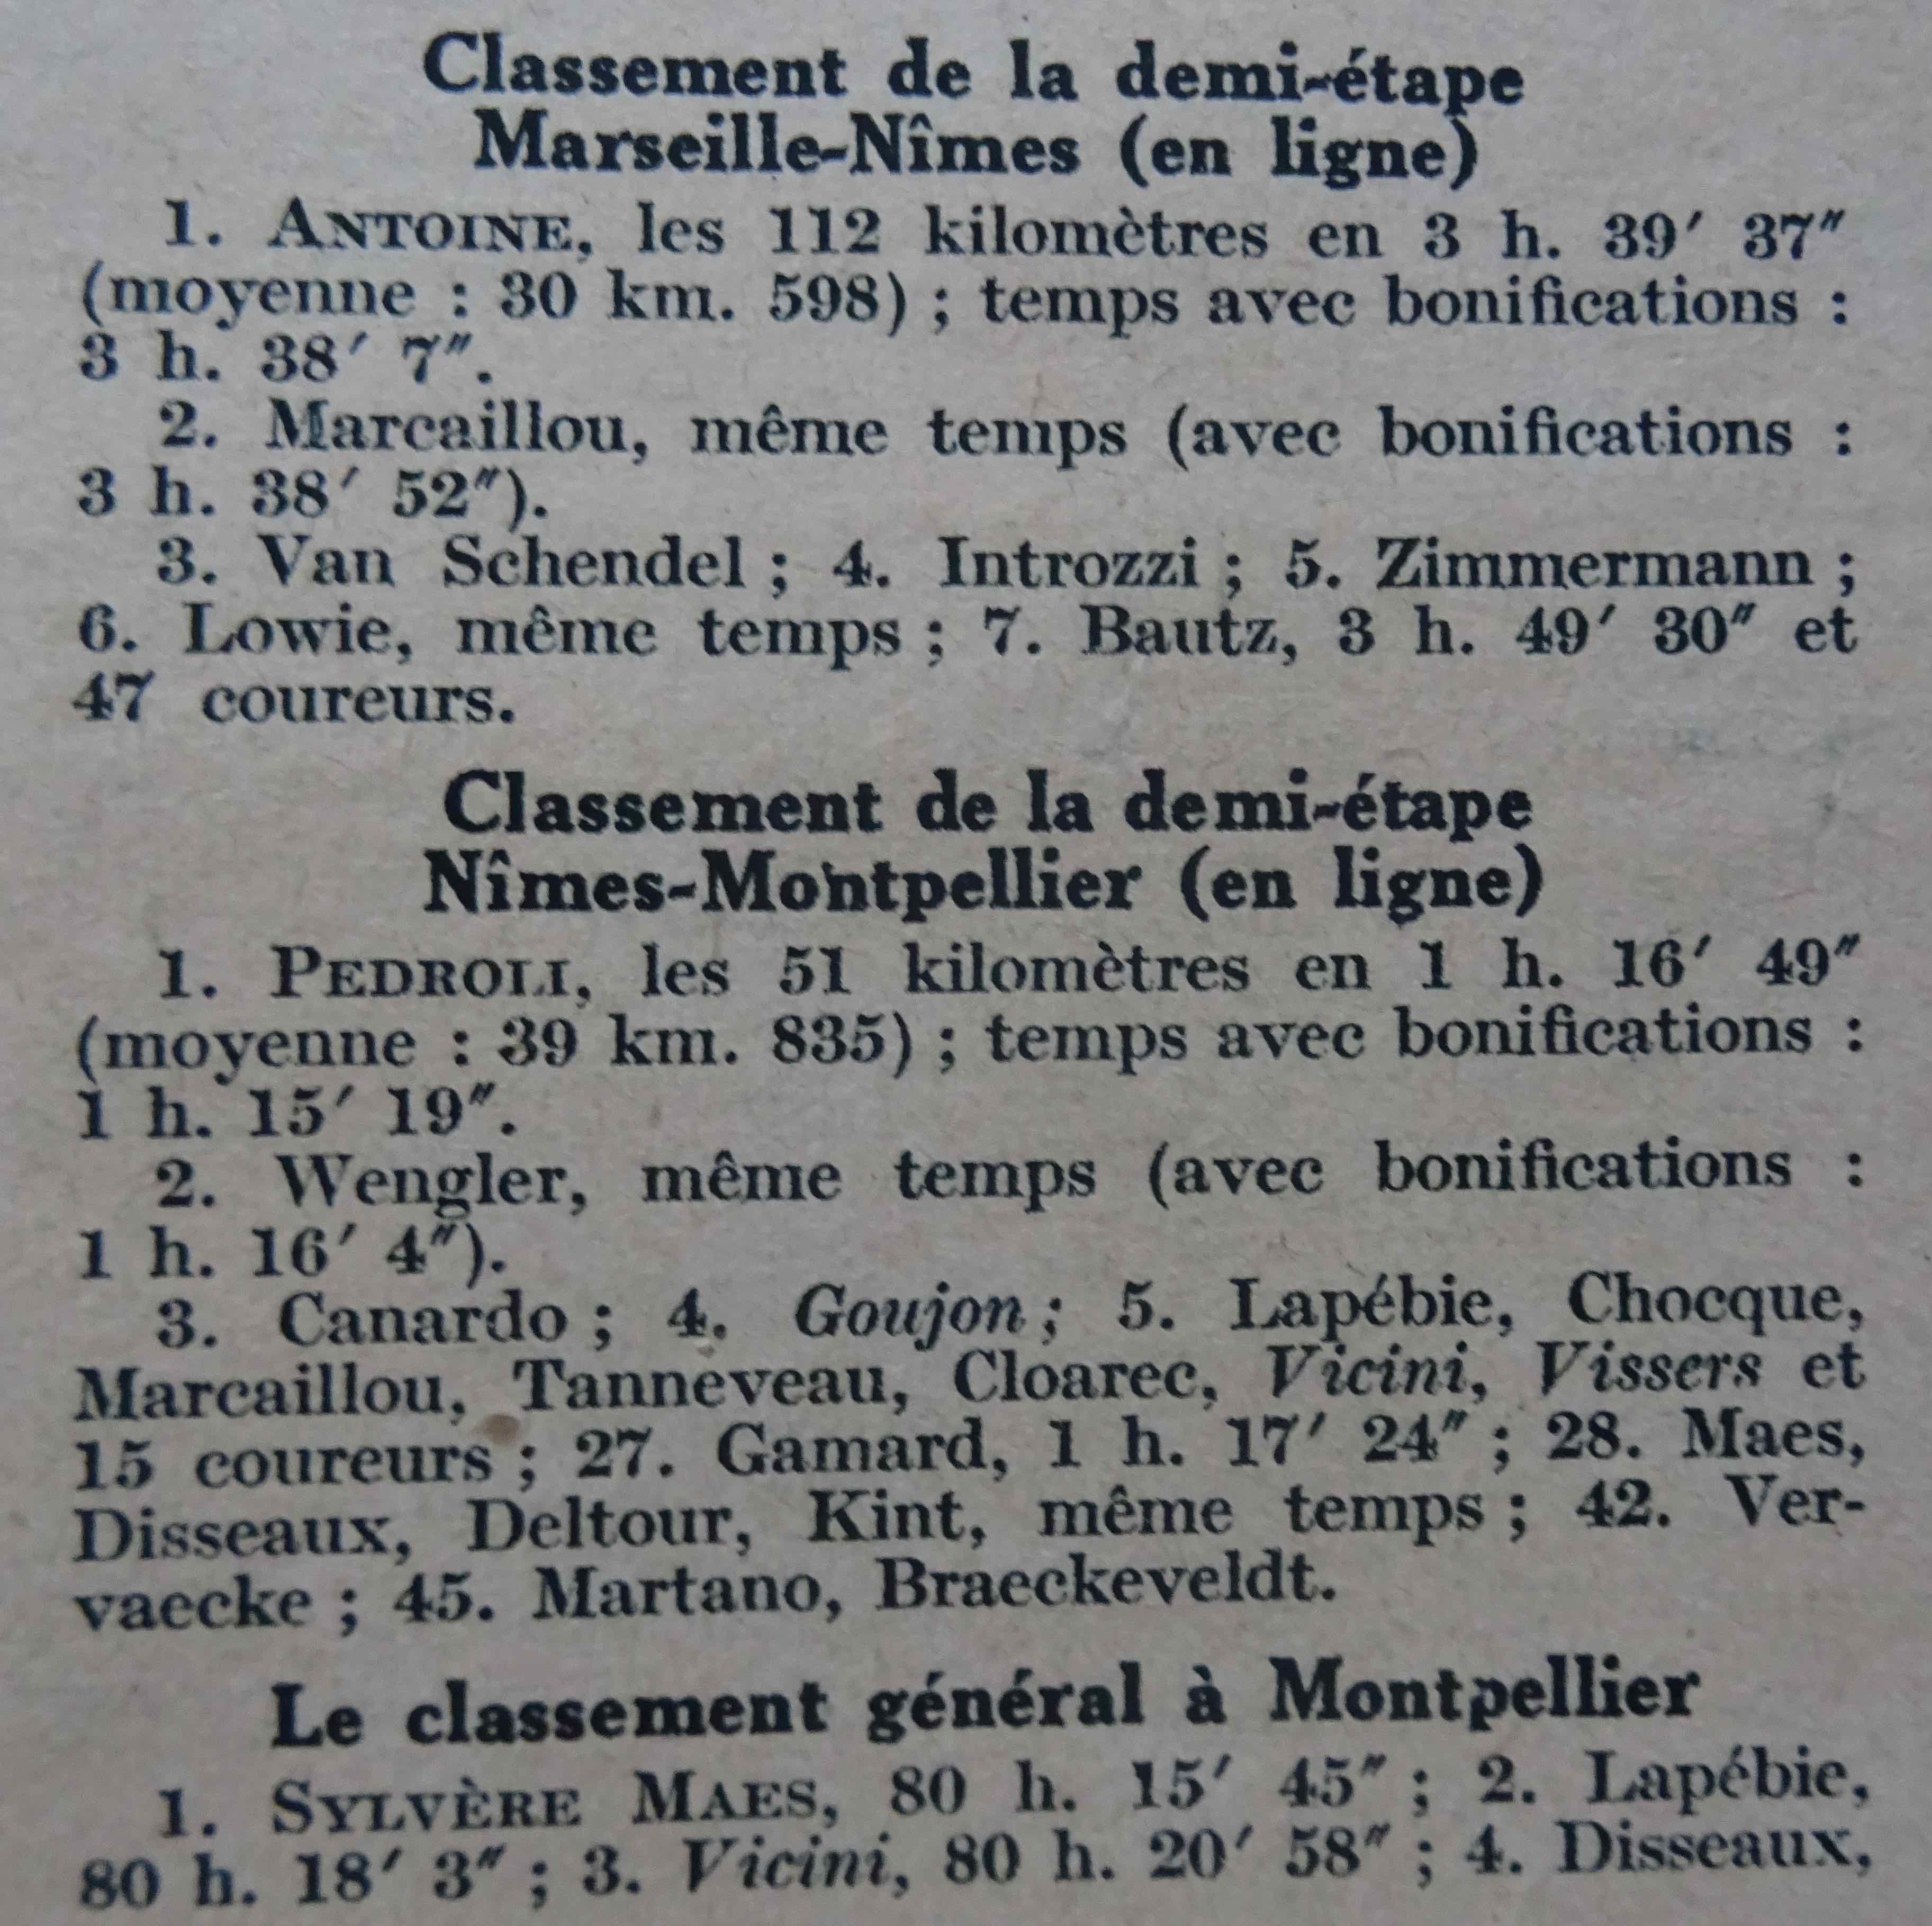 Classement de la demi-étape
Marseille-Nîmes (en ligne)
1. ANTOINE, les 112 kilomètres en 3 h. 39′ 37″
(moyenne : 30 km. 598) ; temps avec bonifications :
3 h. 38′ 7″.
2. Marcaillou, même temps (avec bonifications :
3 h. 38′ 52″).
3. Van Schendel ; 4. Introzzi ; 5. Zimmermann ;
6. Lowie, même temps ; 7. Bautz, 3 h. 49′ 30″ et
47 coureurs.
Classement de la demi-étape
Nîmes-Montpellier (en ligne)
1. PEDROLI, les 51 kilomètres en 1 h. 16′ 49″
(moyenne : 39 km. 835) ; temps avec bonifications :
1 h. 15′ 19″.
2. Wengler, même temps (avec bonifications :
1 h. 16′ 4″).
3. Canardo ; 4. Goujon ; 5. Lapébie, Chocque,
Marcaillou, Tanneveau, Cloarec, Vicini, Vissers et
15 coureurs ; 27. Gamard, 1 h. 17′ 24″ ; 28. Maes,
Disseaux, Deltour, Kint, même temps ; 42. Ver-
vaecke ; 45. Martano, Braeckeveldt.
Le classement général à Montpellier
1. SYLVÈRE MAES, 80 h. 15′ 45″ ; 2. Lapébie,
80 h. 18′ 3″ ; 3. Vicini, 80 h. 20′ 58″ ; 4. Disseaux,